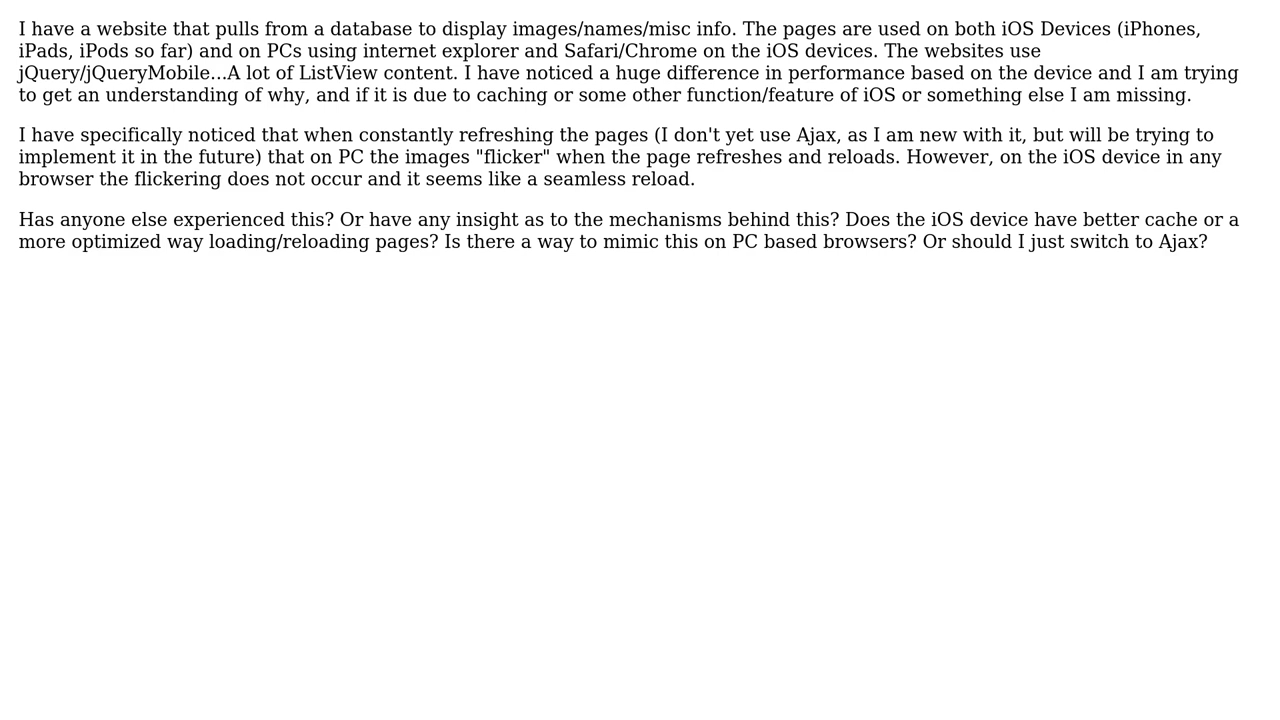 I have a website that pulls from a database to display images/names/misc info. The pages are used on both iOS Devices (iPhones,
iPads, iPods so far) and on PCs using internet explorer and Safari/Chrome on the iOS devices. The websites use
jQuery/jQueryMobile...A lot of ListView content. I have noticed a huge difference in performance based on the device and I am trying
to get an understanding of why, and if it is due to caching or some other function/feature of iOS or something else I am missing.
I have specifically noticed that when constantly refreshing the pages (I don't yet use Ajax, as I am new with it, but will be trying to
implement it in the future) that on PC the images "flicker" when the page refreshes and reloads. However, on the iOS device in any
browser the flickering does not occur and it seems like a seamless reload.
Has anyone else experienced this? Or have any insight as to the mechanisms behind this? Does the iOS device have better cache or a
more optimized way loading/reloading pages? Is there a way to mimic this on PC based browsers? Or should I just switch to Ajax?